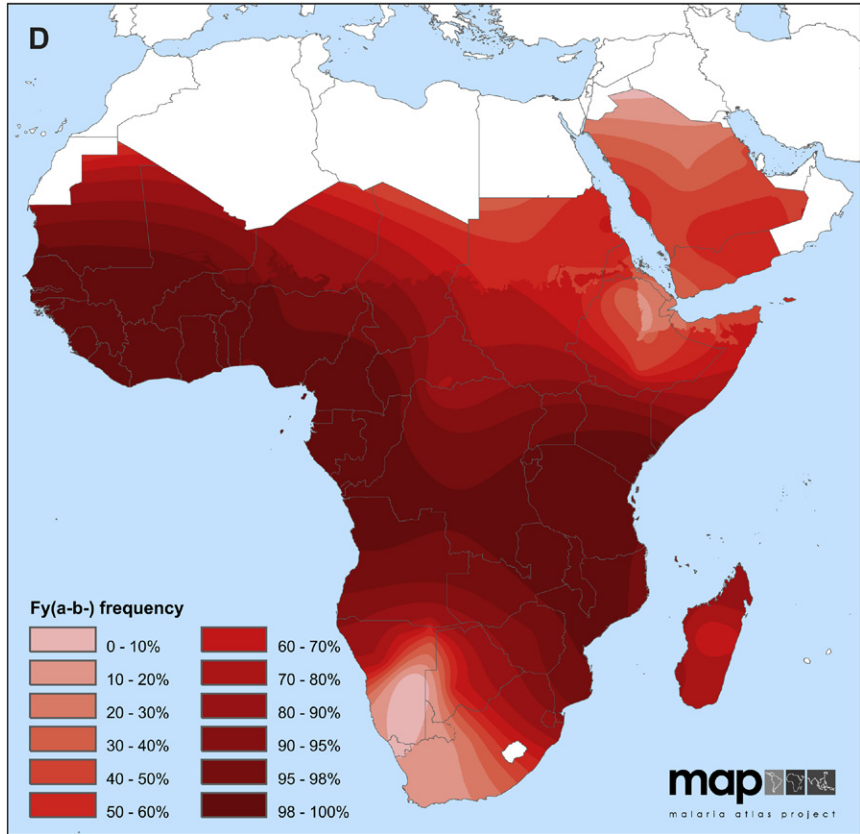 D
Fy(a-b-) frequency
0 - 10%
10 - 20%
20 - 30%
30 - 40%
40 - 50%
50 - 60%
60 - 70%
70 - 80%
80 - 90%
90 - 95%
95 - 98%
98 - 100%
map
malaria atlas project